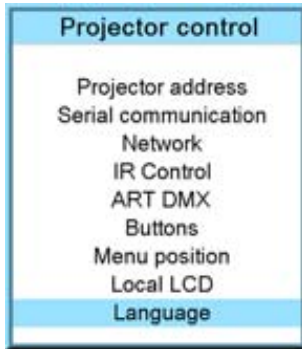 Projector control
Projector address
Serial communication
Network
IR Control
ART DMX
Buttons
Menu position
Local LCD
Language